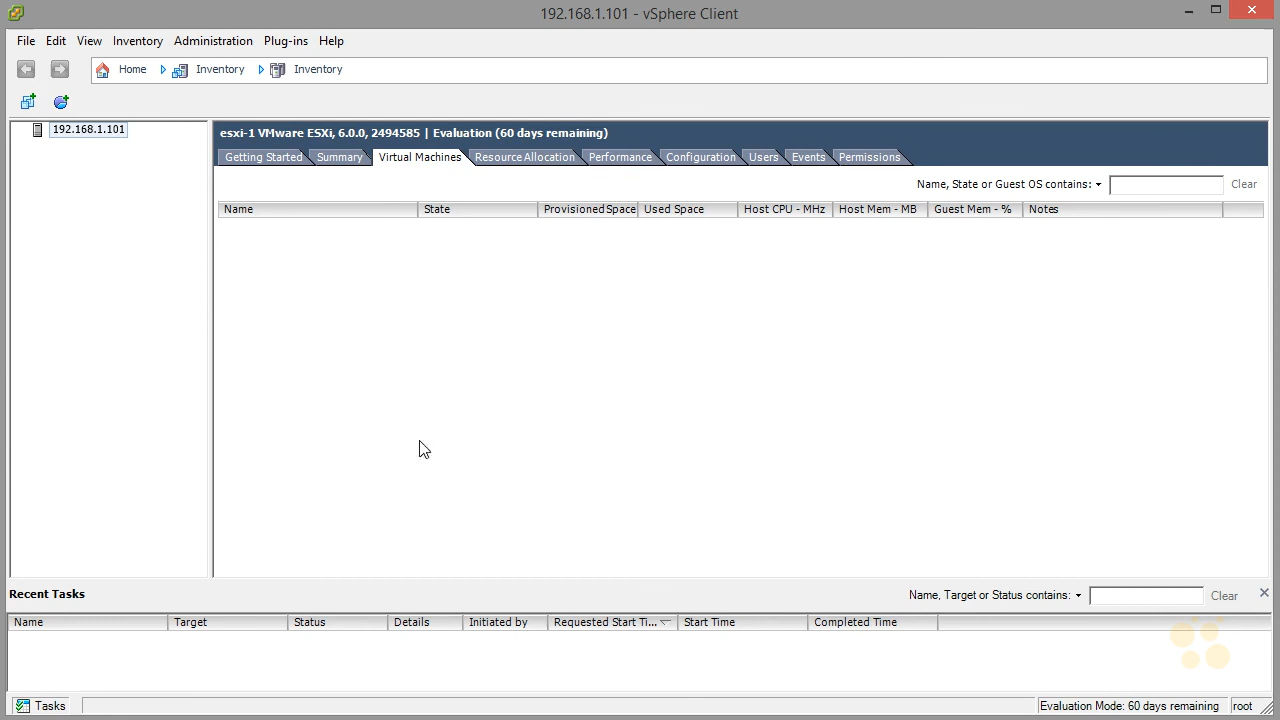 192.168.1.101 - vSphere Client
File Edit View Inventory Administration Plug-ins Help
Home Inventory Inventory
192.168.1.101
esxi-1 VMware ESXi, 6.0.0, 2494585 | Evaluation (60 days remaining)
Getting Started Summary Virtual Machines Resource Allocation Performance Configuration Users Events Permissions
Name, State or Guest OS contains: Clear
Name State Provisioned Space Used Space Host CPU - MHz Host Mem - MB Guest Mem - % Notes
Recent Tasks Name, Target or Status contains: Clear
Name Target Status Details Initiated by Requested Start Ti... Start Time Completed Time
Tasks Evaluation Mode: 60 days remaining root